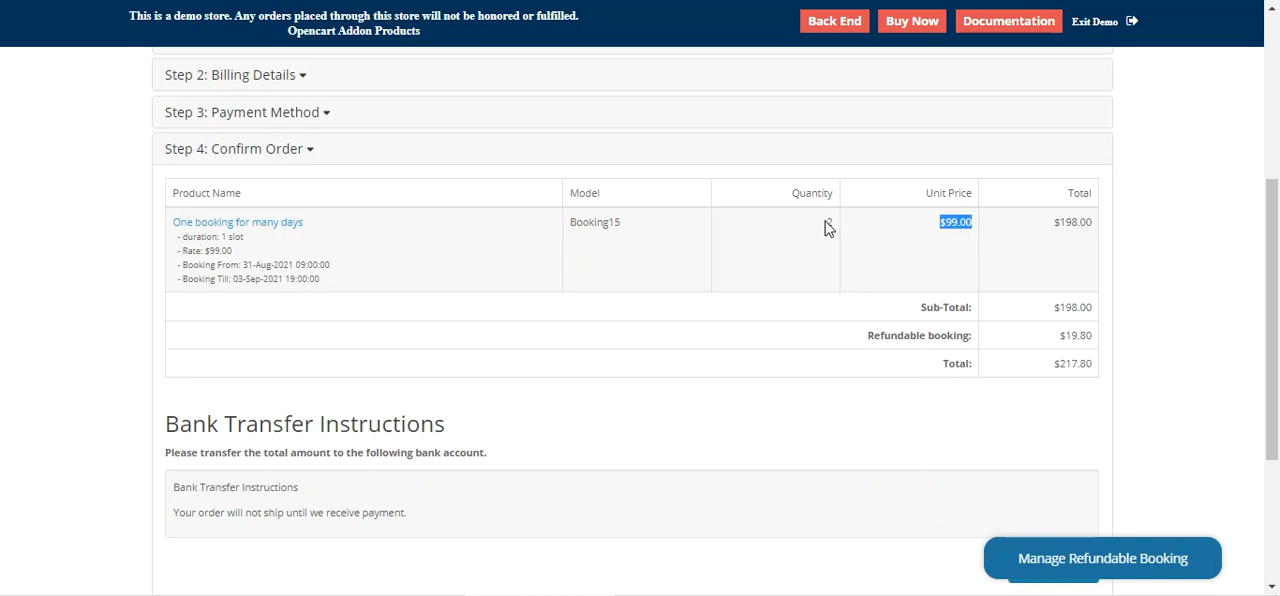 This is a demo store. Any orders placed through this store will not be honored or fulfilled.
Opencart Addon Products
Back End
Buy Now
Documentation
Exit Demo
Step 2: Billing Details
Step 3: Payment Method
Step 4: Confirm Order
Product Name Model Quantity Unit Price Total
One booking for many days Booking15 2 $99.00 $198.00
- duration: 1 slot
- Rate: $99.00
- Booking From: 31-Aug-2021 09:00:00
- Booking Till: 03-Sep-2021 19:00:00
Sub-Total: $198.00
Refundable booking: $19.80
Total: $217.80
Bank Transfer Instructions
Please transfer the total amount to the following bank account.
Bank Transfer Instructions
Your order will not ship until we receive payment.
Manage Refundable Booking